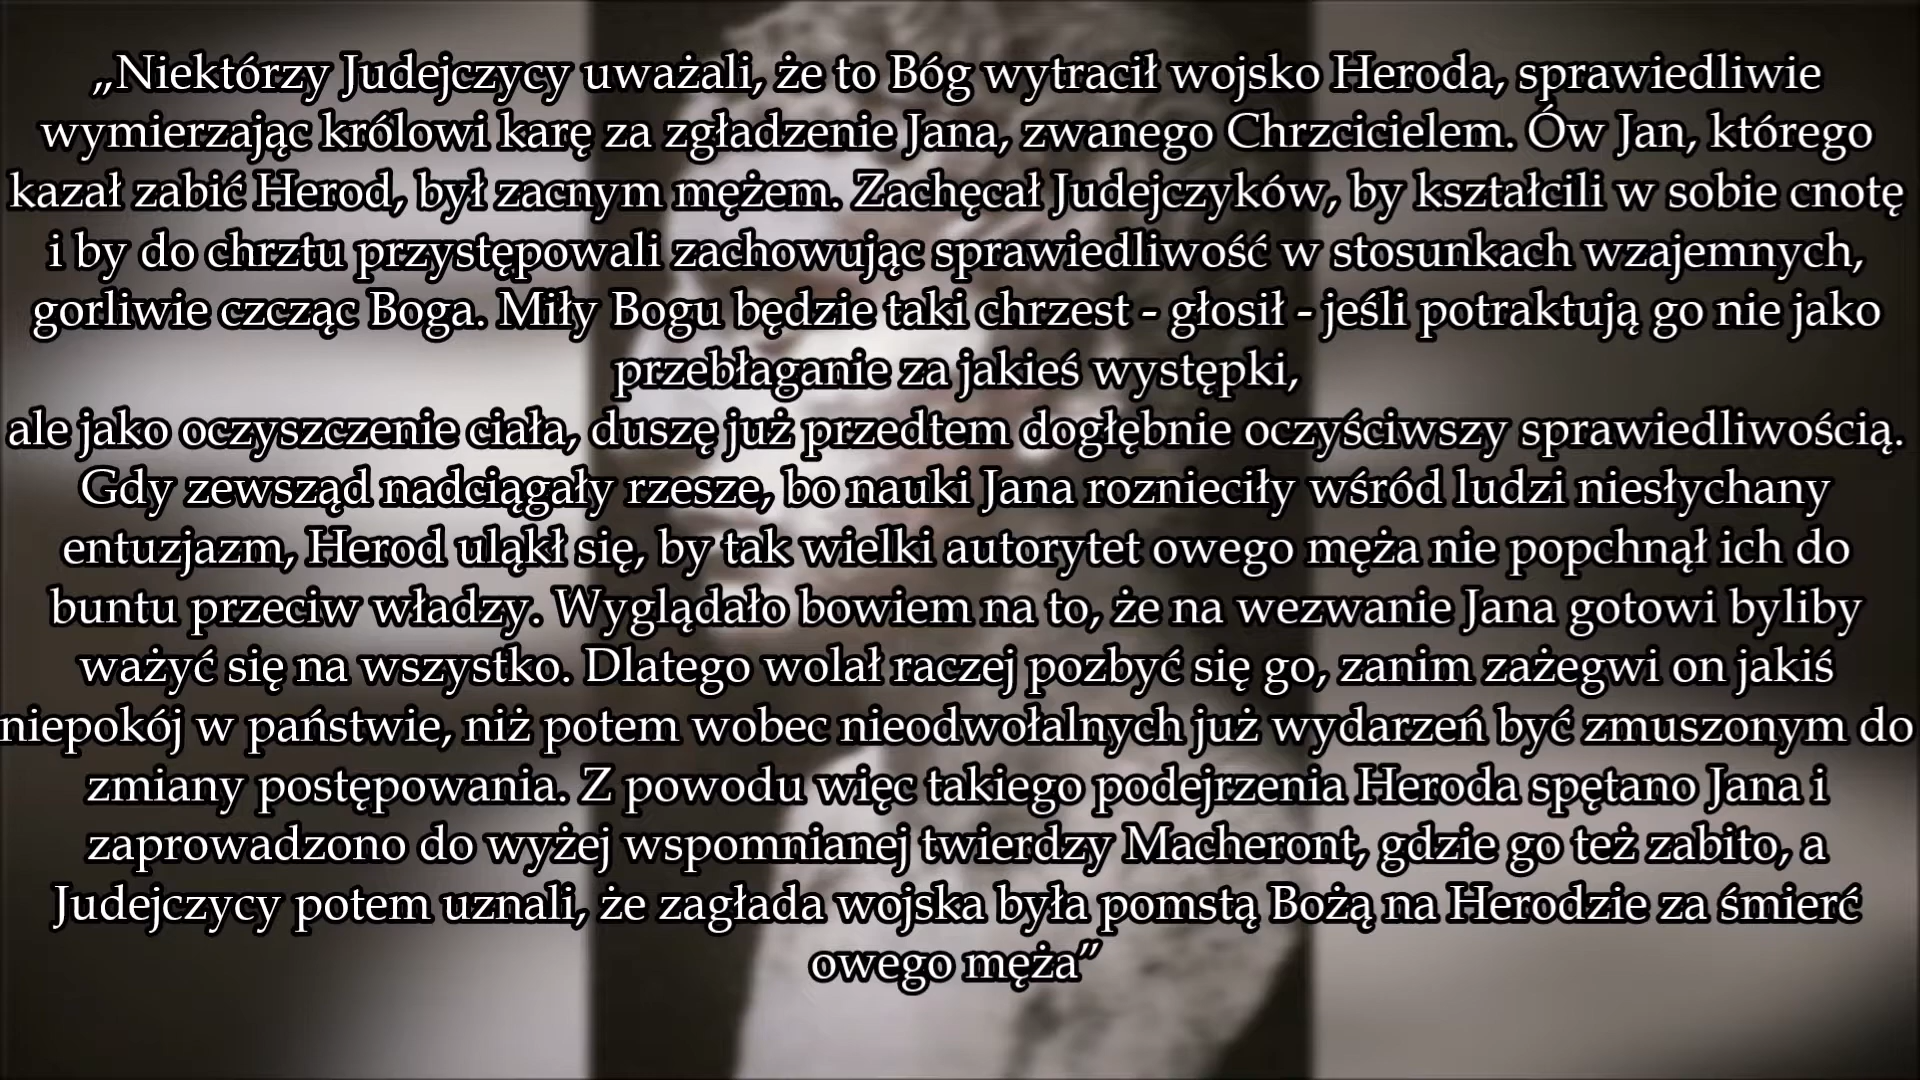 „Niektórzy Judejczycy uważali, że to Bóg wytracił wojsko Heroda, sprawiedliwie
wymierzając królowi karę za zgładzenie Jana, zwanego Chrzcicielem. Ów Jan, którego
kazał zabić Herod, był zacnym mężem. Zachęcał Judejczyków, by kształcili w sobie cnotę
i by do chrztu przystępowali zachowując sprawiedliwość w stosunkach wzajemnych,
gorliwie czcząc Boga. Miły Bogu będzie taki chrzest - głosił - jeśli potraktują go nie jako
przebłaganie za jakieś występki,
ale jako oczyszczenie ciała, duszę już przedtem dogłębnie oczyściwszy sprawiedliwością.
Gdy zewsząd nadciągały rzesze, bo nauki Jana roznieciły wśród ludzi niesłychany
entuzjazm, Herod uląkł się, by tak wielki autorytet owego męża nie popchnął ich do
buntu przeciw władzy. Wyglądało bowiem na to, że na wezwanie Jana gotowi byliby
ważyć się na wszystko. Dlatego wolał raczej pozbyć się go, zanim zażegwi on jakiś
niepokój w państwie, niż potem wobec nieodwołalnych już wydarzeń być zmuszonym do
zmiany postępowania. Z powodu więc takiego podejrzenia Heroda spętano Jana i
zaprowadzono do wyżej wspomnianej twierdzy Macheront, gdzie go też zabito, a
Judejczycy potem uznali, że zagłada wojska była pomstą Bożą na Herodzie za śmierć
owego męża”